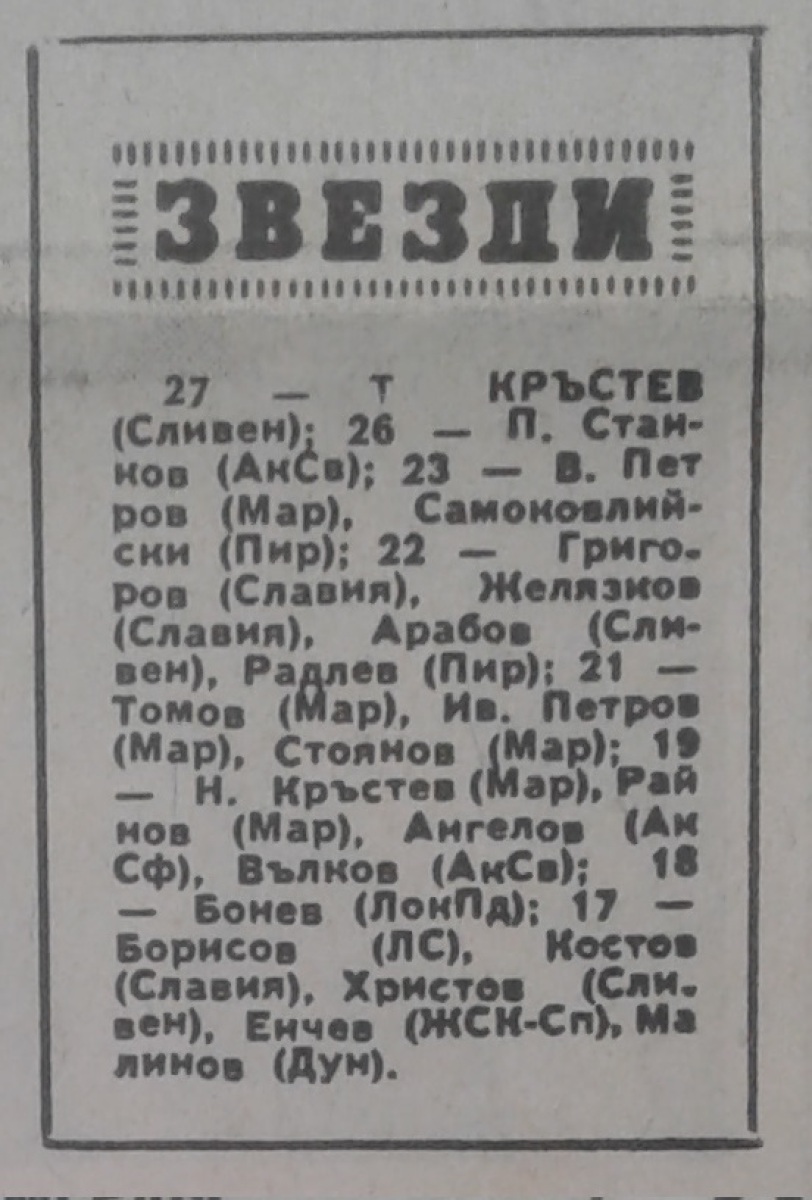 ЗВЕЗДИ
27 — Т КРЪСТЕВ
(Сливен); 26 — П. Стан-
ков (АкСв); 23 — В. Пет
ров (Мар), Самоковлий-
ски (Пир); 22 — Григо-
ров (Славия), Желязков
(Славия), Арабов (Сли-
вен), Радлев (Пир); 21 —
Томов (Мар), Ив. Петров
(Мар), Стоянов (Мар); 19
— Н. Кръстев (Мар), Рай
нов (Мар), Ангелов (Ак
Сф), Вълков (АкСв); 18
— Бонев (ЛокПд); 17 —
Борисов (ЛС), Костов
(Славия), Христов (Сли-
вен), Енчев (ЖСК-Сп), Ма
линов (Дун).